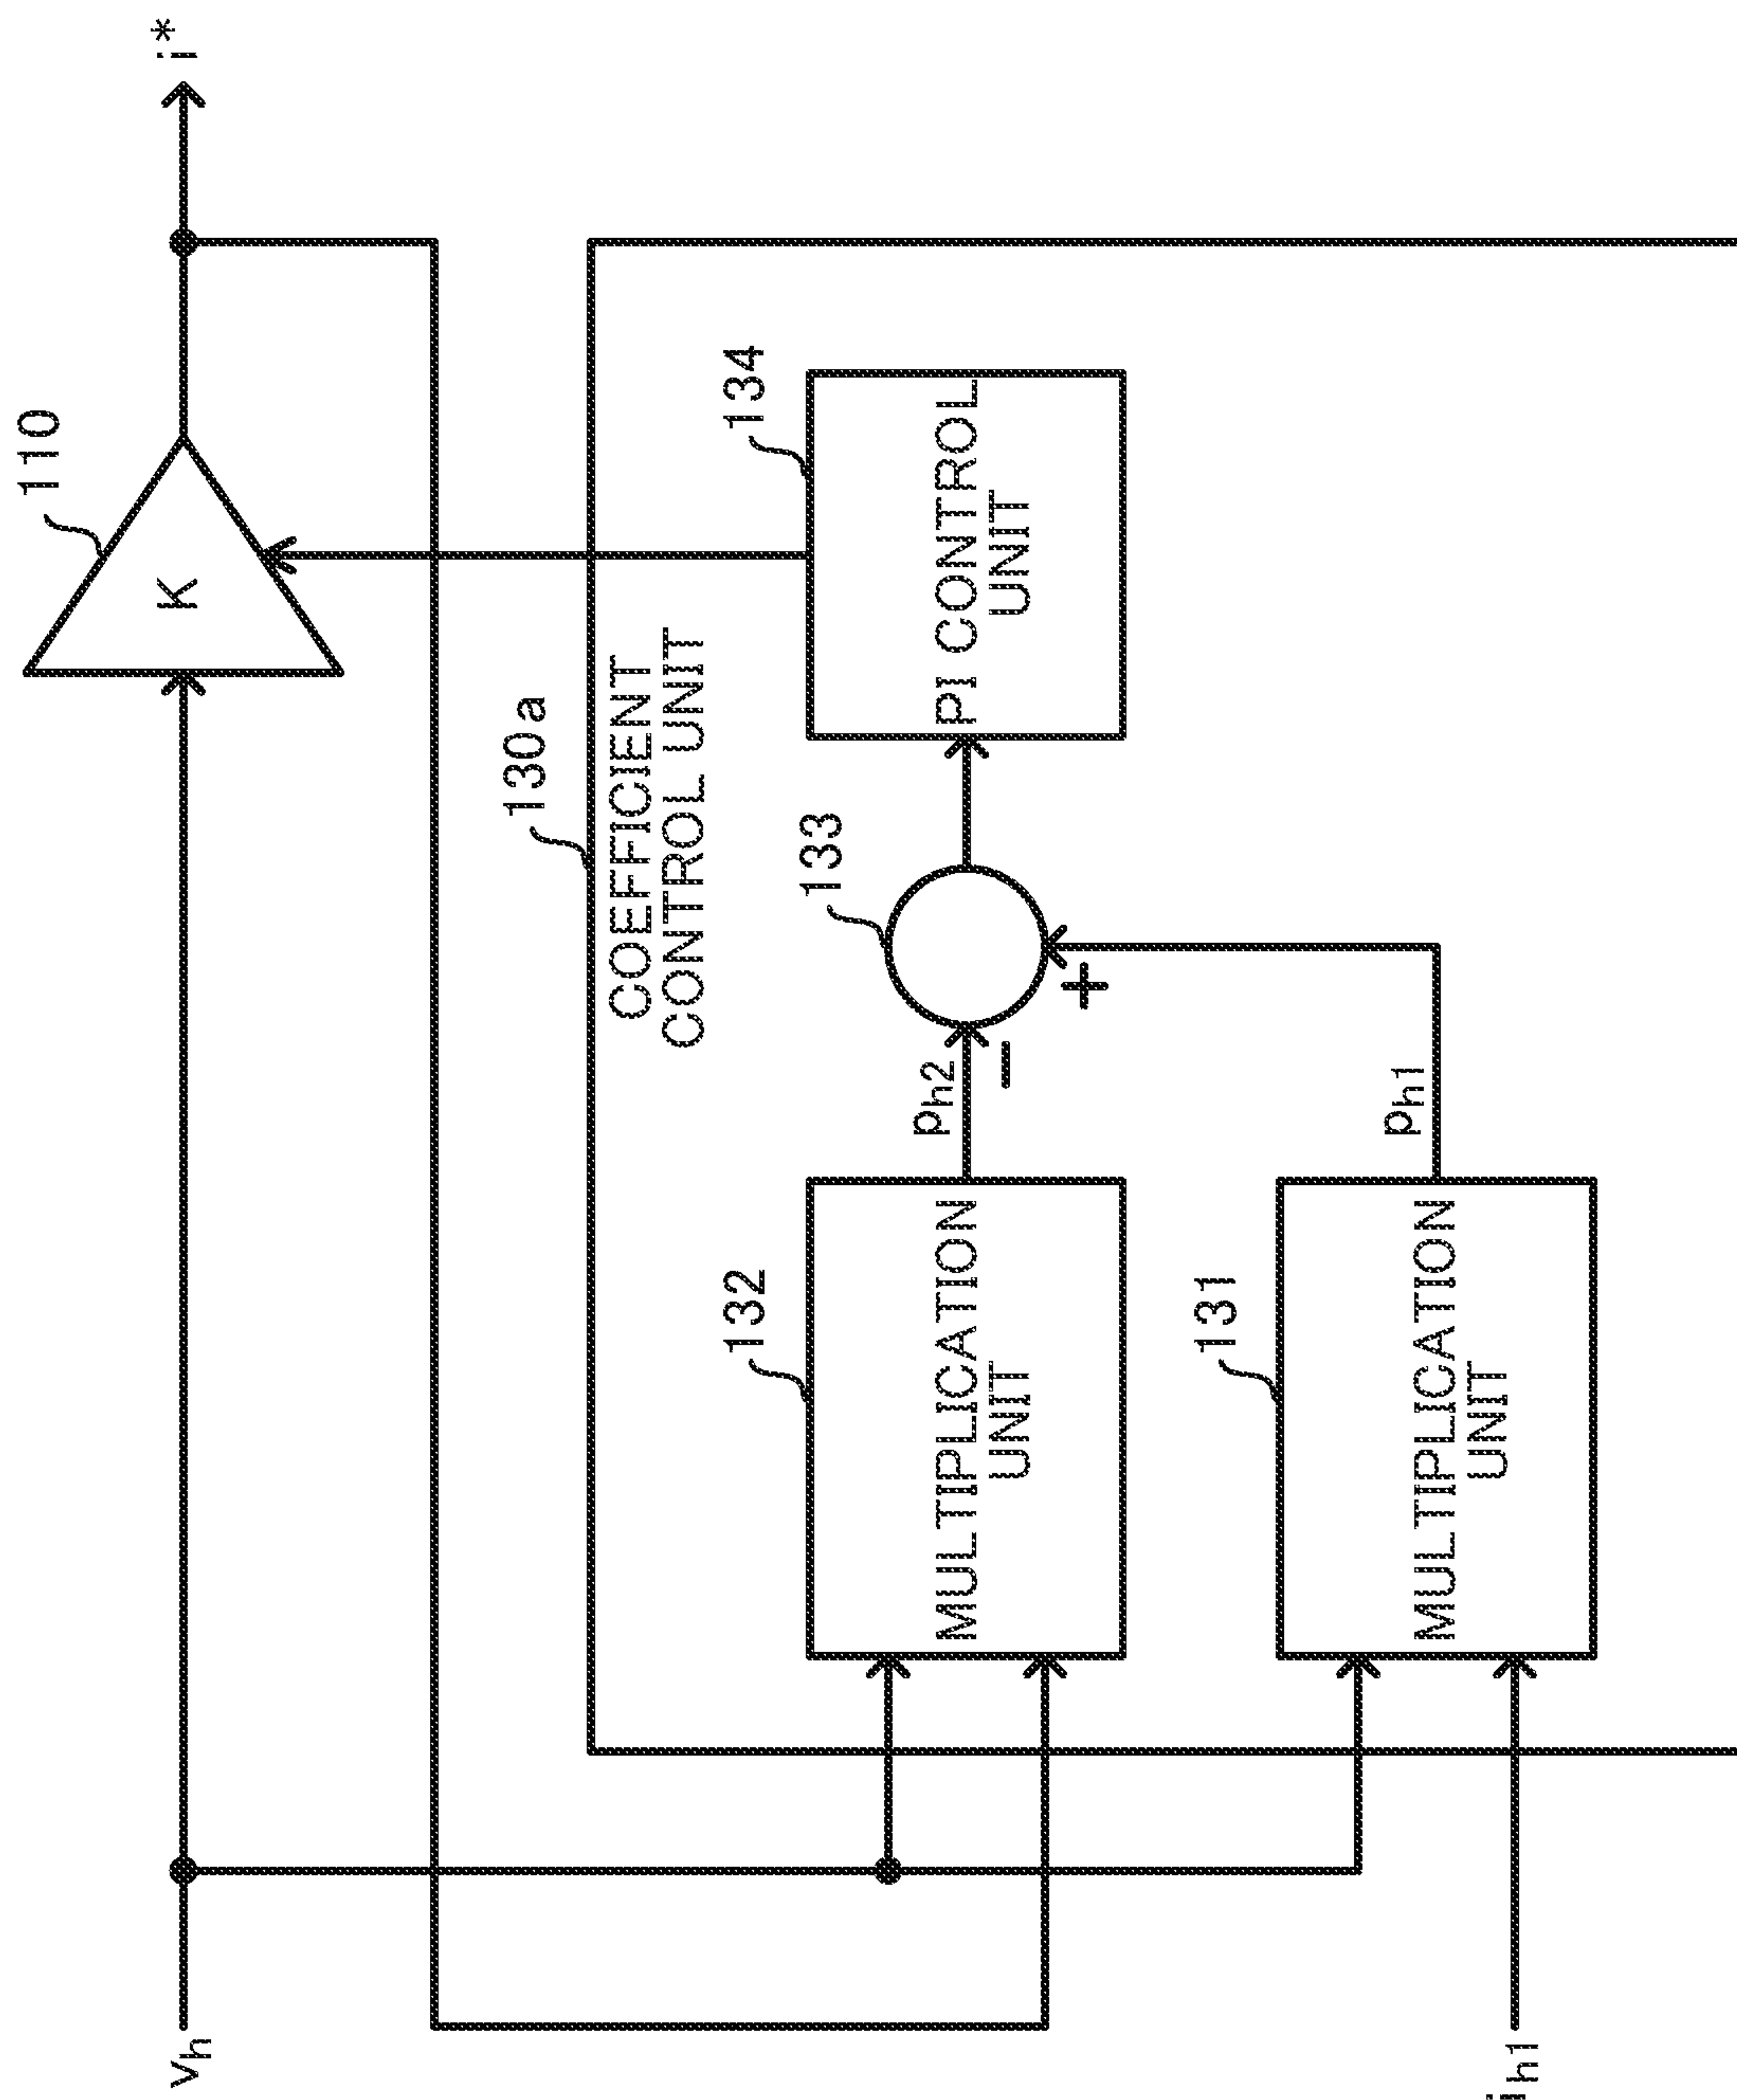 110
K
i*
130a
COEFFICIENT
CONTROL UNIT
134
PI CONTROL
UNIT
133
132
MULTIPLICATION
UNIT
ph2
−
+
131
MULTIPLICATION
UNIT
ph1
vh
ih1